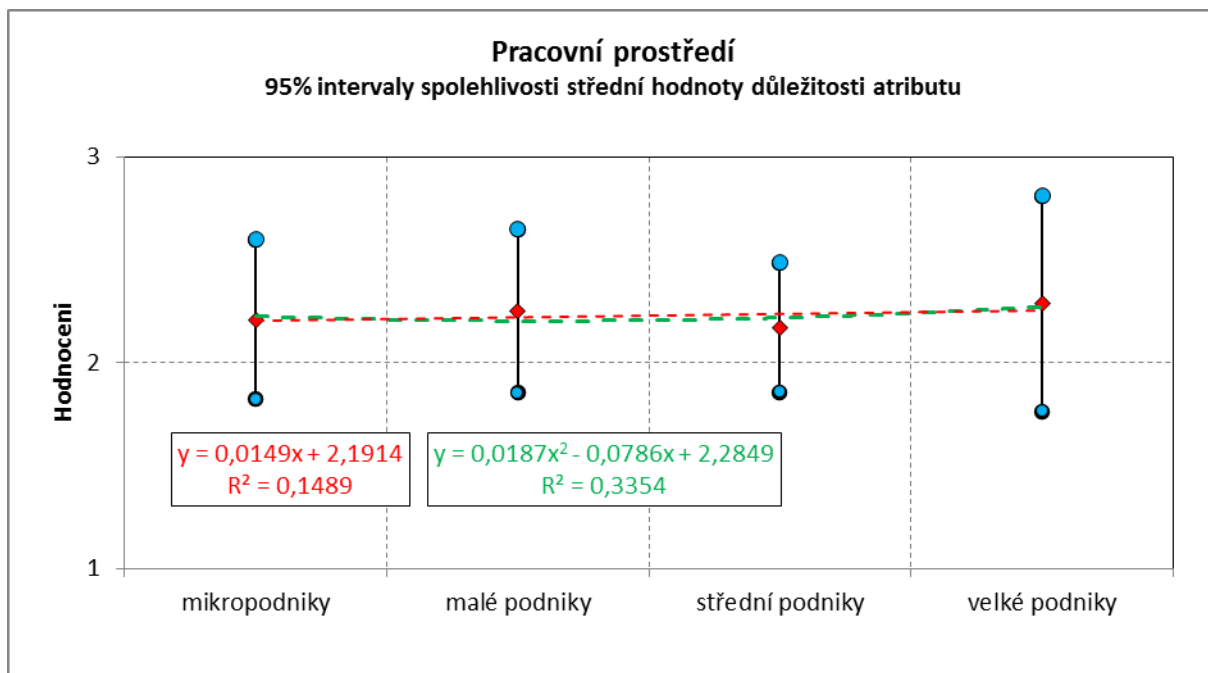 Pracovní prostředí
95% intervaly spolehlivosti střední hodnoty důležitosti atributu
Hodnoceni
3
2
1
y = 0,0149x + 2,1914
R² = 0,1489
y = 0,0187x² - 0,0786x + 2,2849
R² = 0,3354
mikropodniky
malé podniky
střední podniky
velké podniky